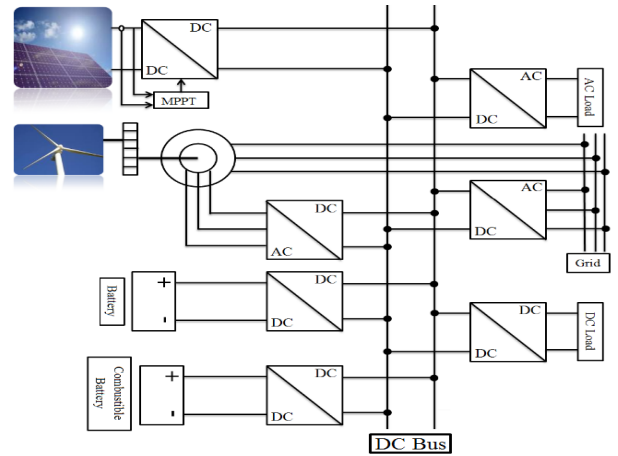 DC
DC
MPPT
AC
DC
AC Load
DC
AC
AC
DC
Grid
Battery
+
-
DC
DC
DC
DC
DC Load
Combustible
Battery
+
-
DC
DC
DC Bus